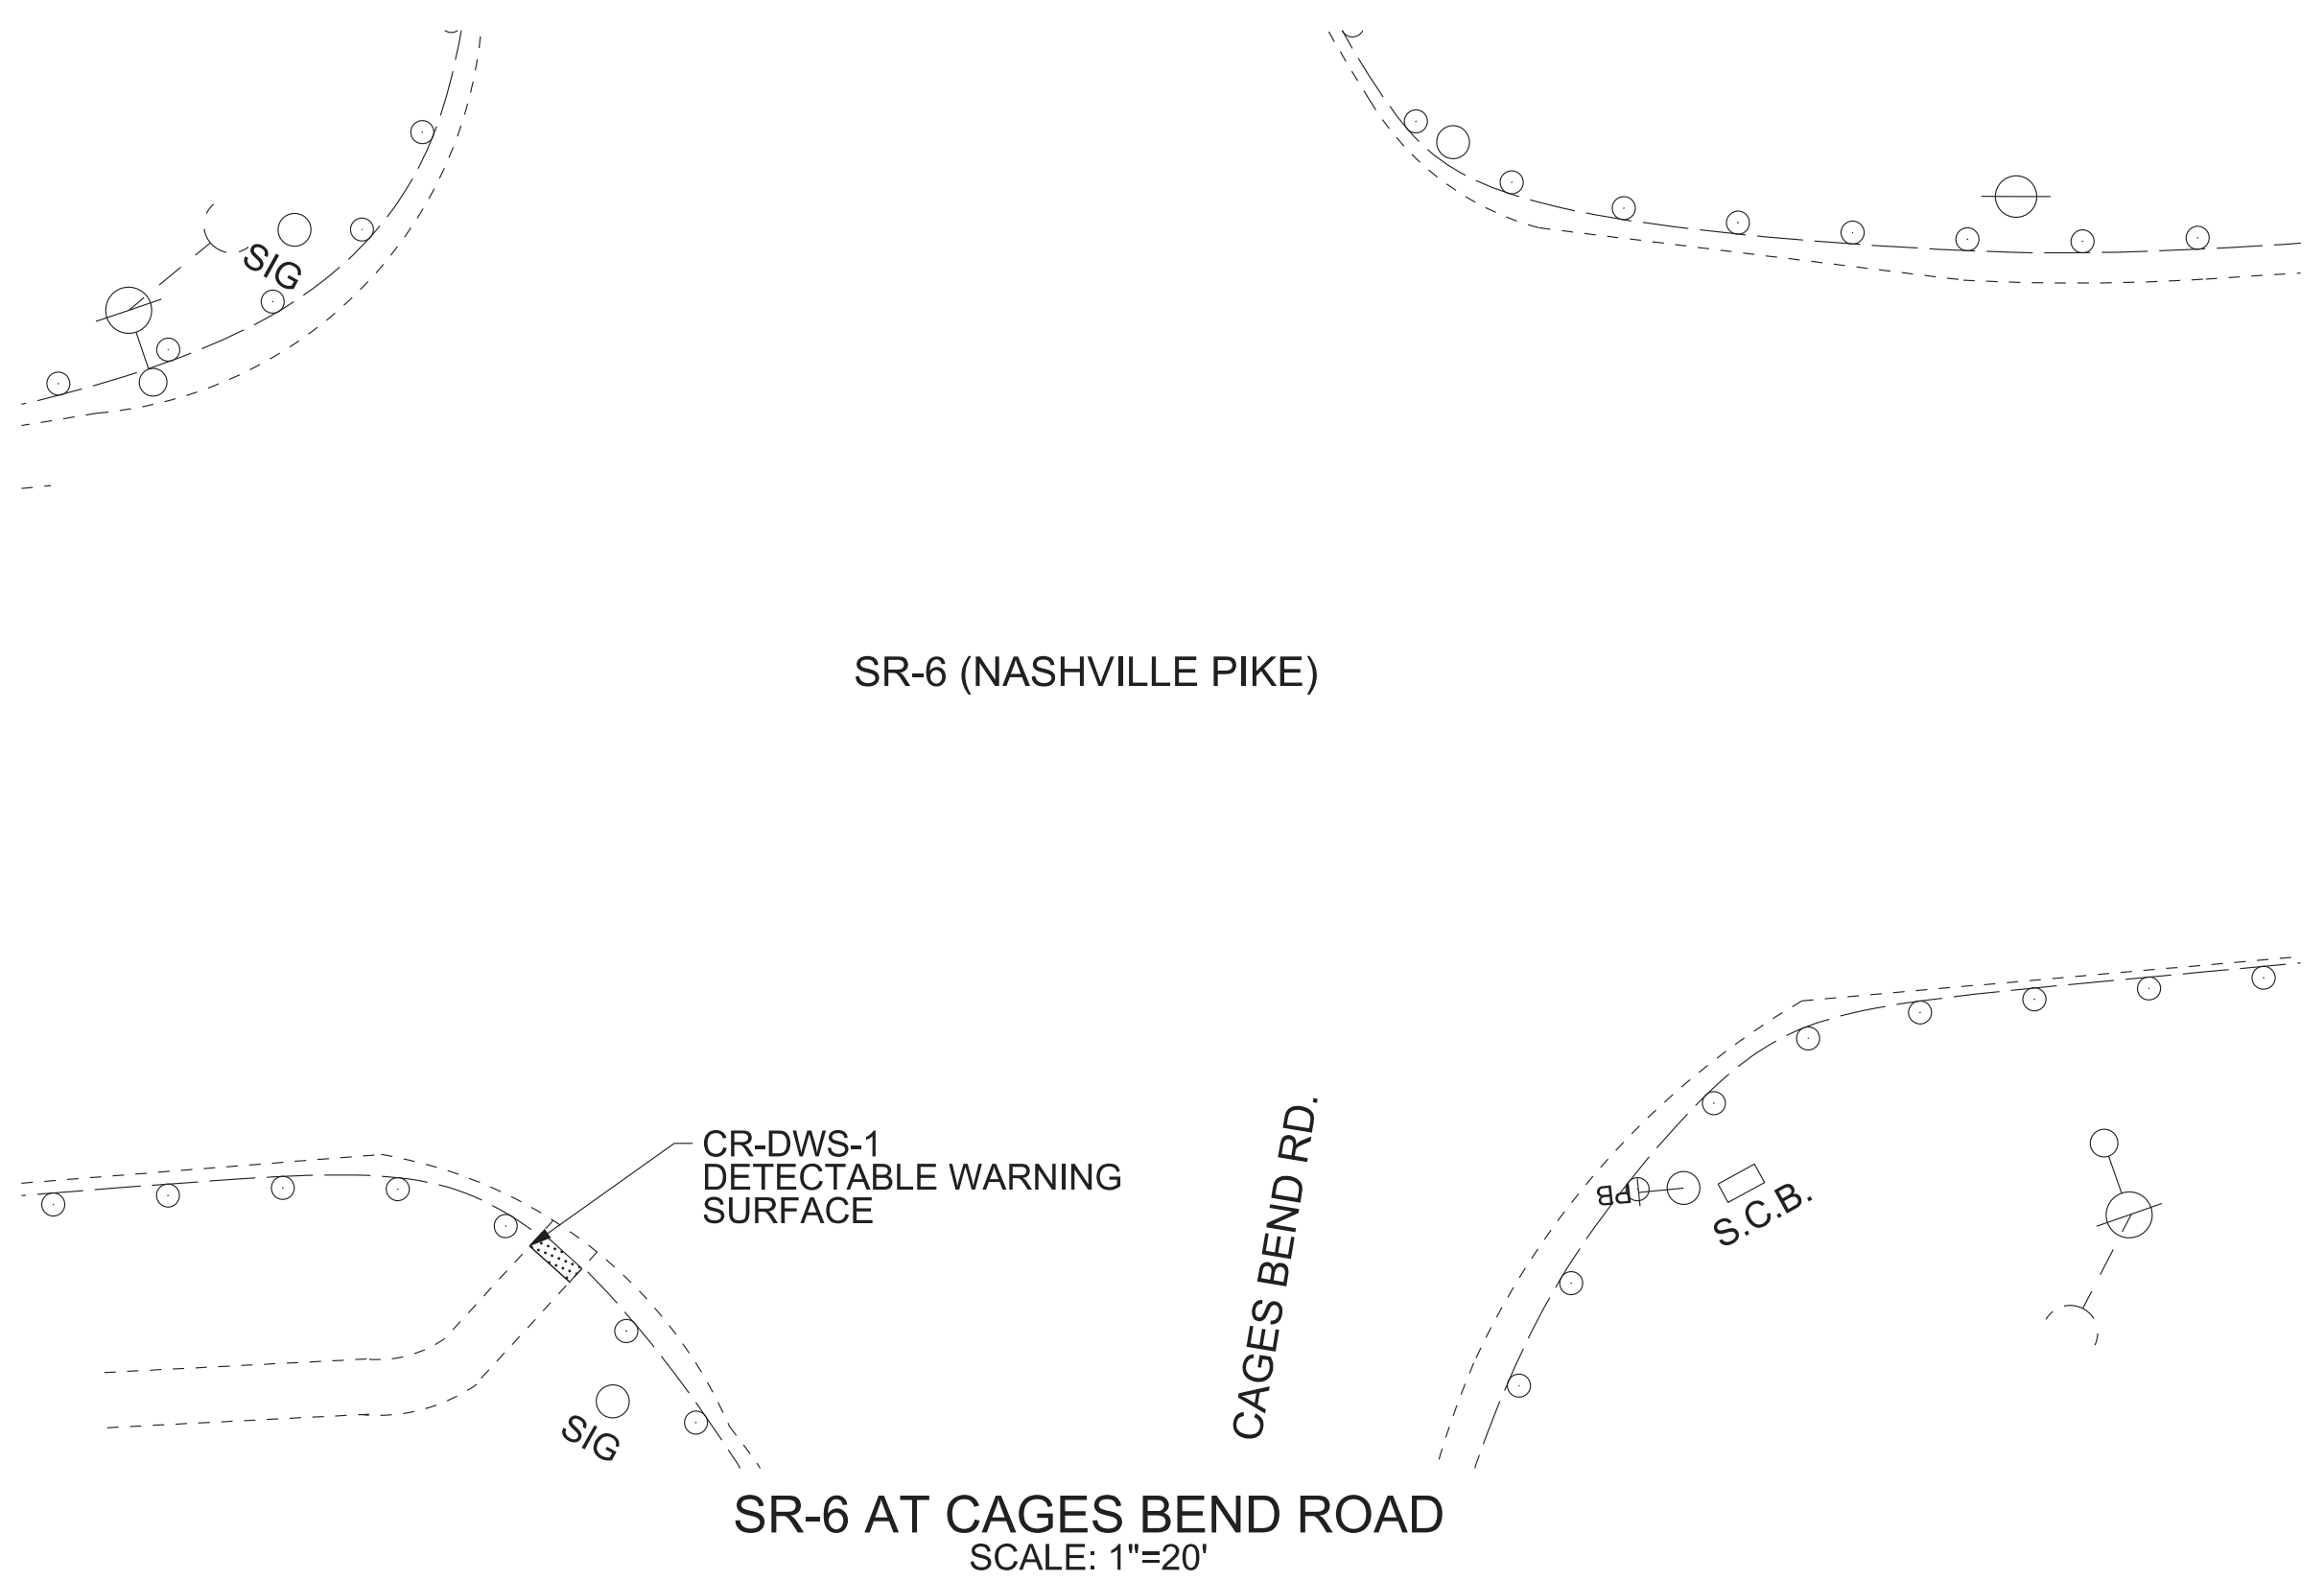 SIG
SR-6 (NASHVILLE PIKE)
CR-DWS-1
DETECTABLE WARNING
SURFACE
CAGES BEND RD.
PB
S.C.B.
SIG
SR-6 AT CAGES BEND ROAD
SCALE: 1"=20'